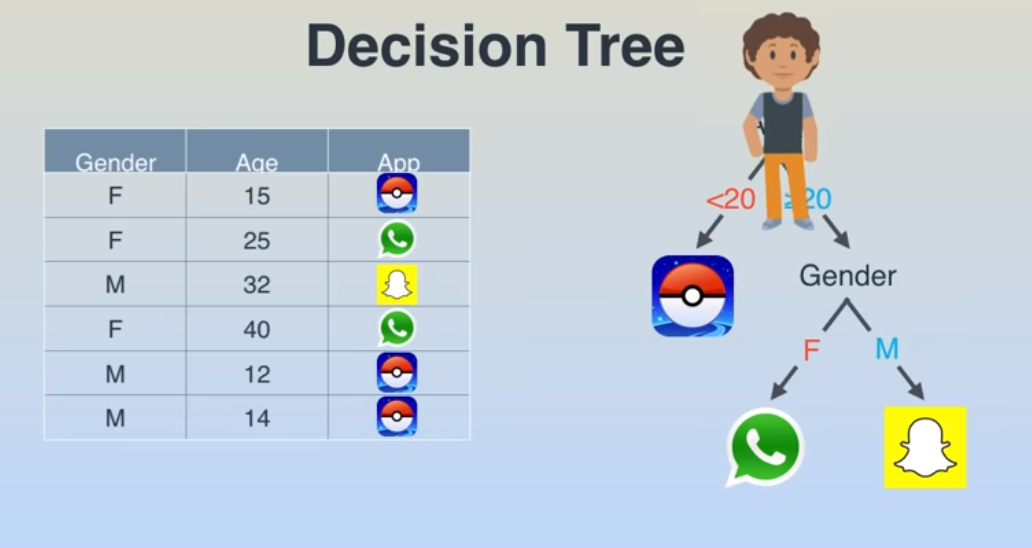 Decision Tree
Gender Age App
F 15
F 25
M 32
F 40
M 12
M 14
<20 ≥20
Gender
F M